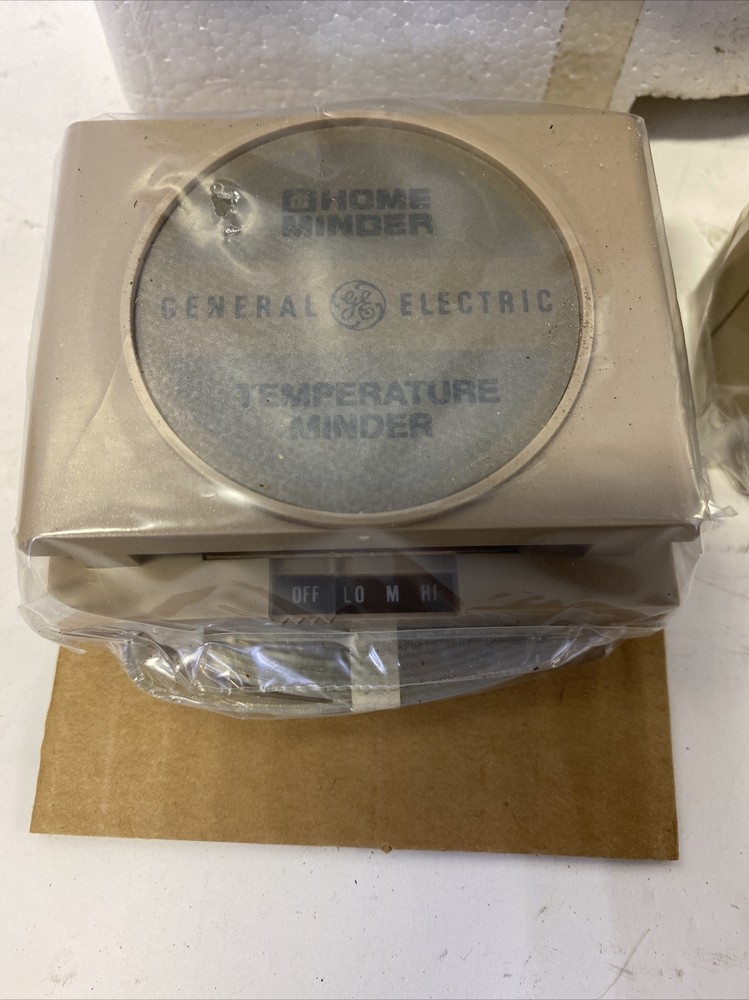 HOME
MINDER
GENERAL GE ELECTRIC
TEMPERATURE
MINDER
OFF LO M HI